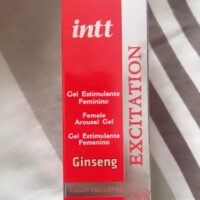 intt
Gel Estimulante
Feminino
Female
Arousal Gel
Gel Estimulante
Femenino
Ginseng
EXCITATION